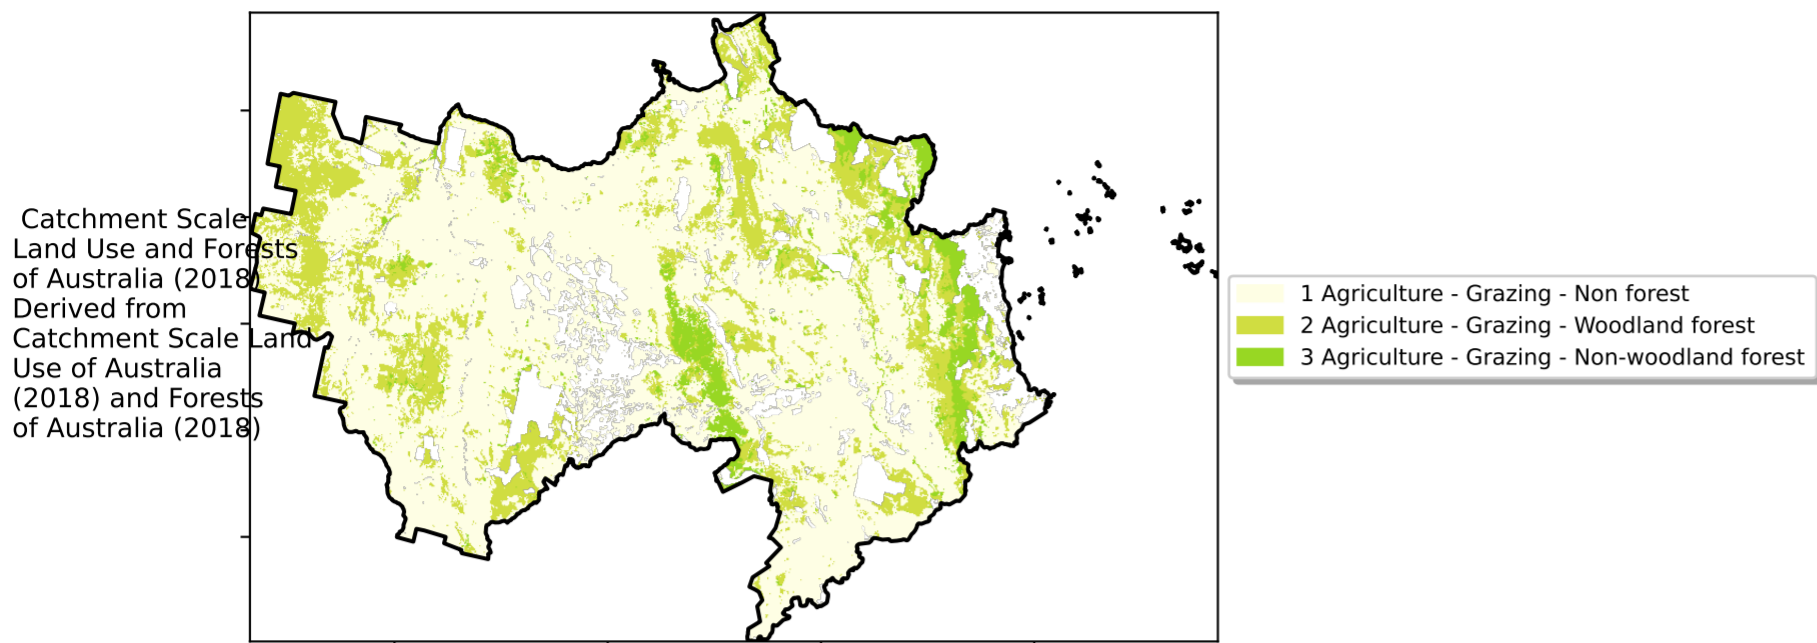 Catchment Scale
Land Use and Forests
of Australia (2018)
Derived from
Catchment Scale Land
Use of Australia
(2018) and Forests
of Australia (2018)
1 Agriculture - Grazing - Non forest
2 Agriculture - Grazing - Woodland forest
3 Agriculture - Grazing - Non-woodland forest